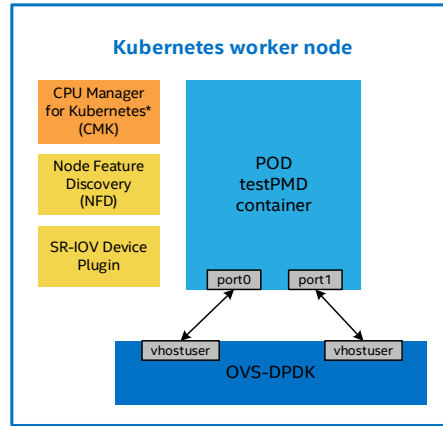 Kubernetes worker node
CPU Manager
for Kubernetes*
(CMK)
Node Feature
Discovery
(NFD)
SR-IOV Device
Plugin
POD
testPMD
container
port0
port1
vhostuser
vhostuser
OVS-DPDK